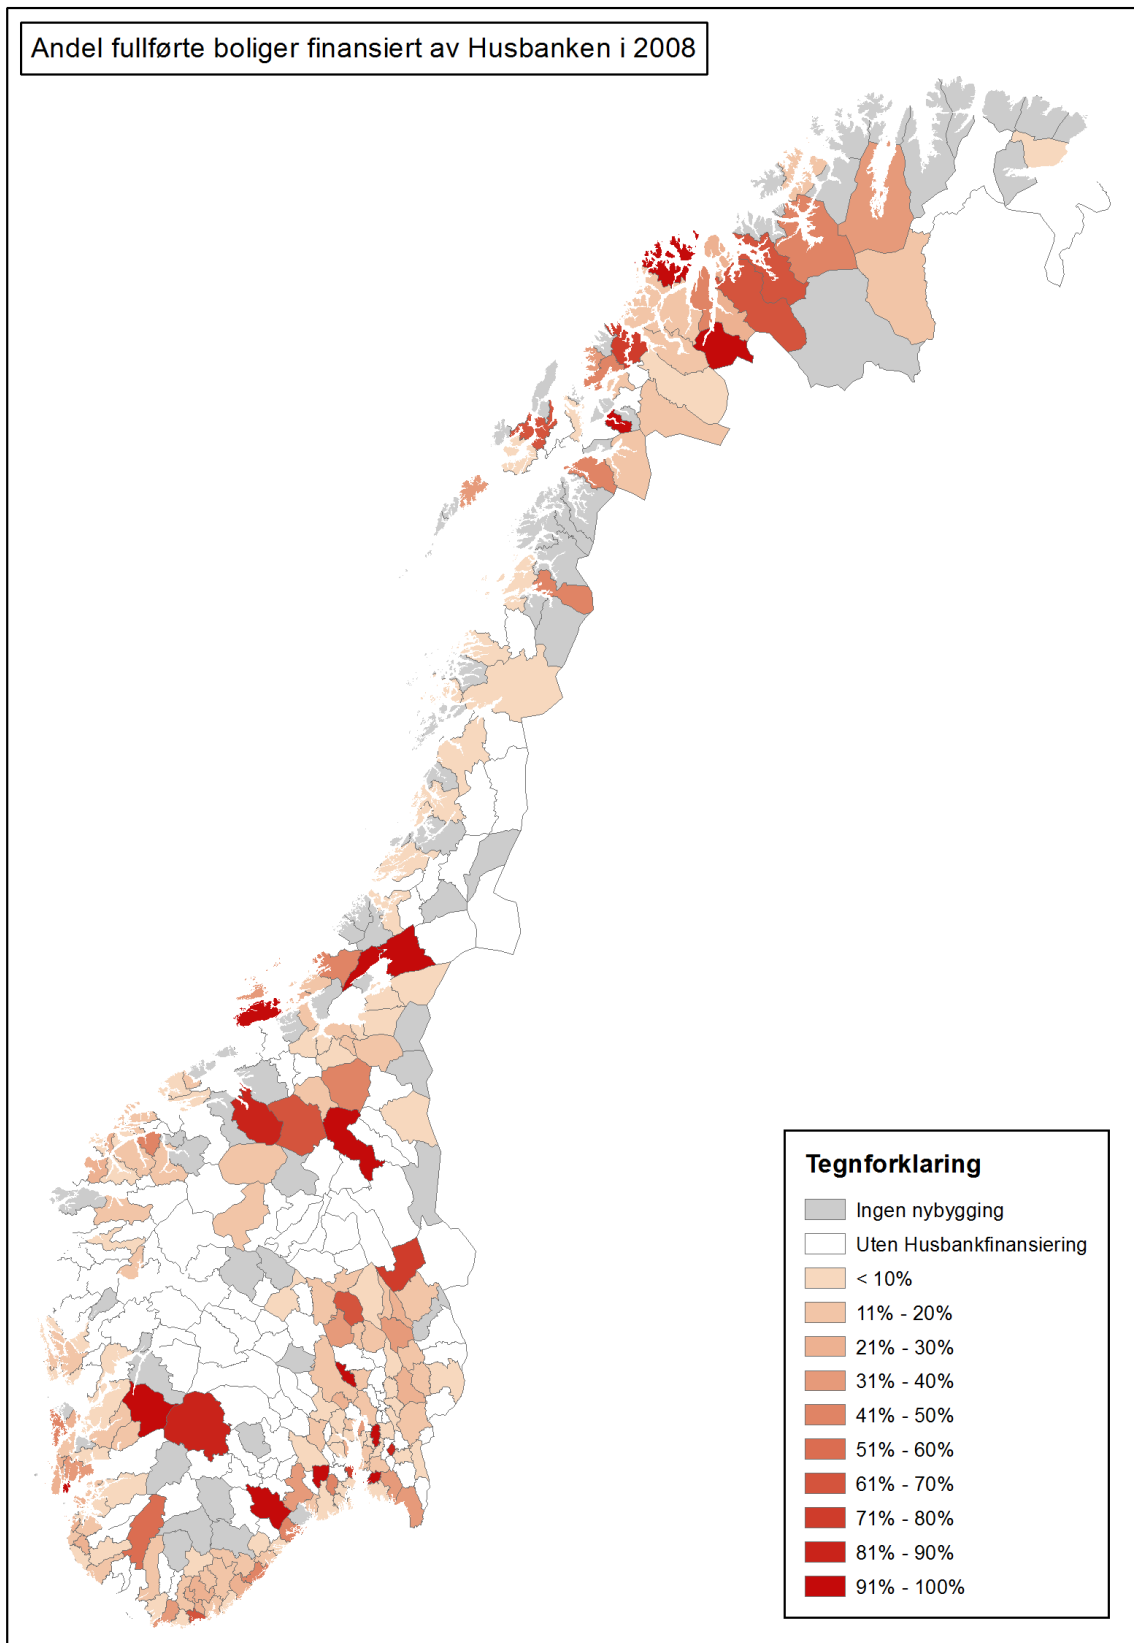 Andel fullførte boliger finansiert av Husbanken i 2008
Tegnforklaring
Ingen nybygging
Uten Husbankfinansiering
< 10%
11% - 20%
21% - 30%
31% - 40%
41% - 50%
51% - 60%
61% - 70%
71% - 80%
81% - 90%
91% - 100%